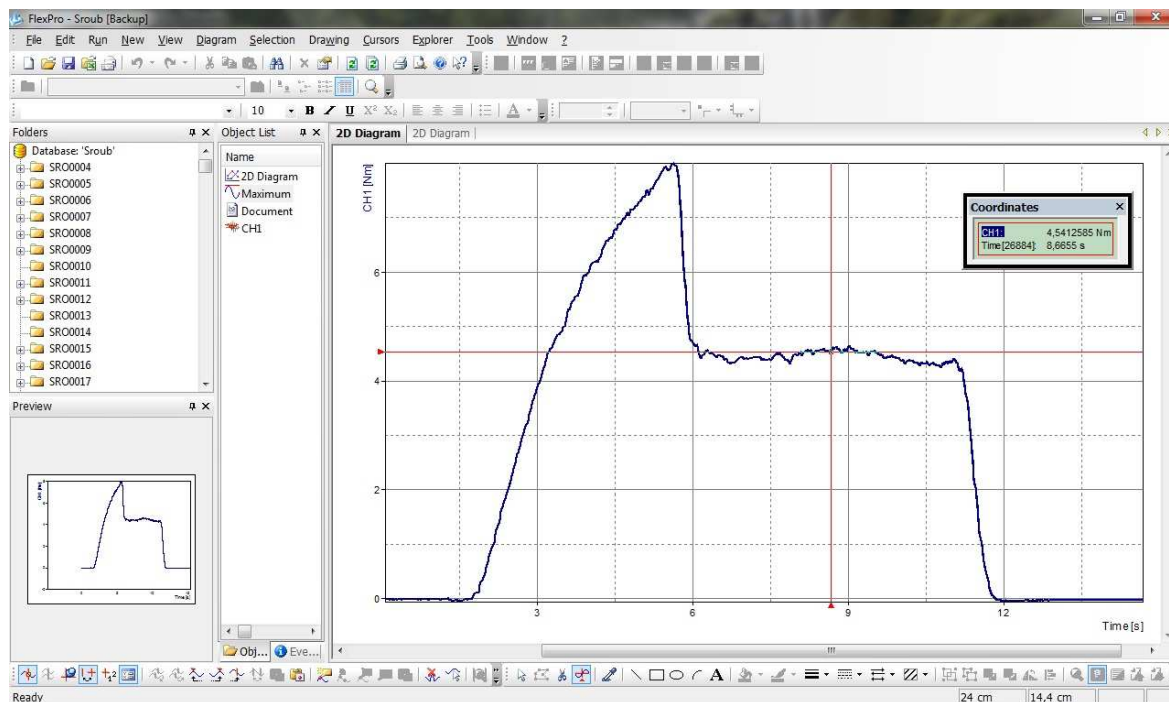 FlexPro - Sroub [Backup]
File Edit Run New View Diagram Selection Drawing Cursors Explorer Tools Window ?
10 B I U X² X₂ A
Folders
Object List
2D Diagram 2D Diagram
Database: 'Sroub'
SRO0004
SRO0005
SRO0006
SRO0007
SRO0008
SRO0009
SRO0010
SRO0011
SRO0012
SRO0013
SRO0014
SRO0015
SRO0016
SRO0017
Preview
Name
2D Diagram
Maximum
Document
CH1
Obj... Eve...
CH1 [Nm]
6
4
2
0
3 6 9 12
Time[s]
Coordinates
CH1: 4,5412585 Nm
Time[26884]: 8,6655 s
Ready
24 cm 14,4 cm